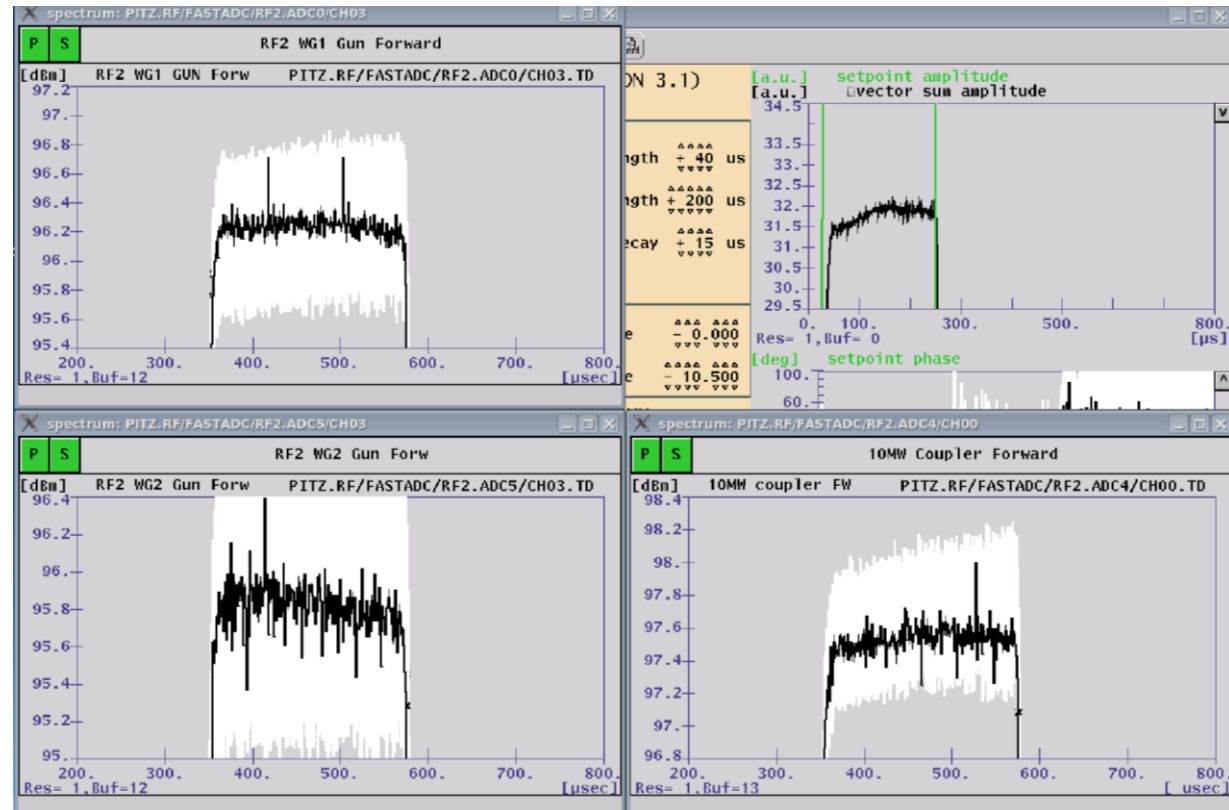 spectrum: PITZ.RF/FASTADC/RF2.ADC0/CH03
P S RF2 WG1 Gun Forward
[dBm] RF2 WG1 GUN Forw PITZ.RF/FASTADC/RF2.ADC0/CH03.TD
97.2
97.
96.8
96.6
96.4
96.2
96.
95.8
95.6
95.4
200. 300. 400. 500. 600. 700. 800.
Res= 1,Buf=12 [µsec]
ON 3.1)
ngth + 40 us
ngth + 200 us
ecay + 15 us
e - 0.000
e - 10.500
[a.u.] setpoint amplitude
[a.u.] vector sum amplitude
34.5
33.5
33.
32.5
32.
31.5
31.
30.5
30.
29.5
0. 100. 300. 500. 800.
Res= 1,Buf= 0 [µs]
[deg] setpoint phase
100.
60.
spectrum: PITZ.RF/FASTADC/RF2.ADC5/CH03
P S RF2 WG2 Gun Forw
[dBm] RF2 WG2 Gun Forw PITZ.RF/FASTADC/RF2.ADC5/CH03.TD
96.4
96.2
96.
95.8
95.6
95.4
95.2
95.
200. 300. 400. 500. 600. 700. 800.
Res= 1,Buf=12 [µsec]
spectrum: PITZ.RF/FASTADC/RF2.ADC4/CH00
P S 10MW Coupler Forward
[dBm] 10MW coupler FW PITZ.RF/FASTADC/RF2.ADC4/CH00.TD
98.4
98.2
98.
97.8
97.6
97.4
97.2
97.
96.8
200. 300. 400. 500. 600. 700. 800.
Res= 1,Buf=13 [ usec]